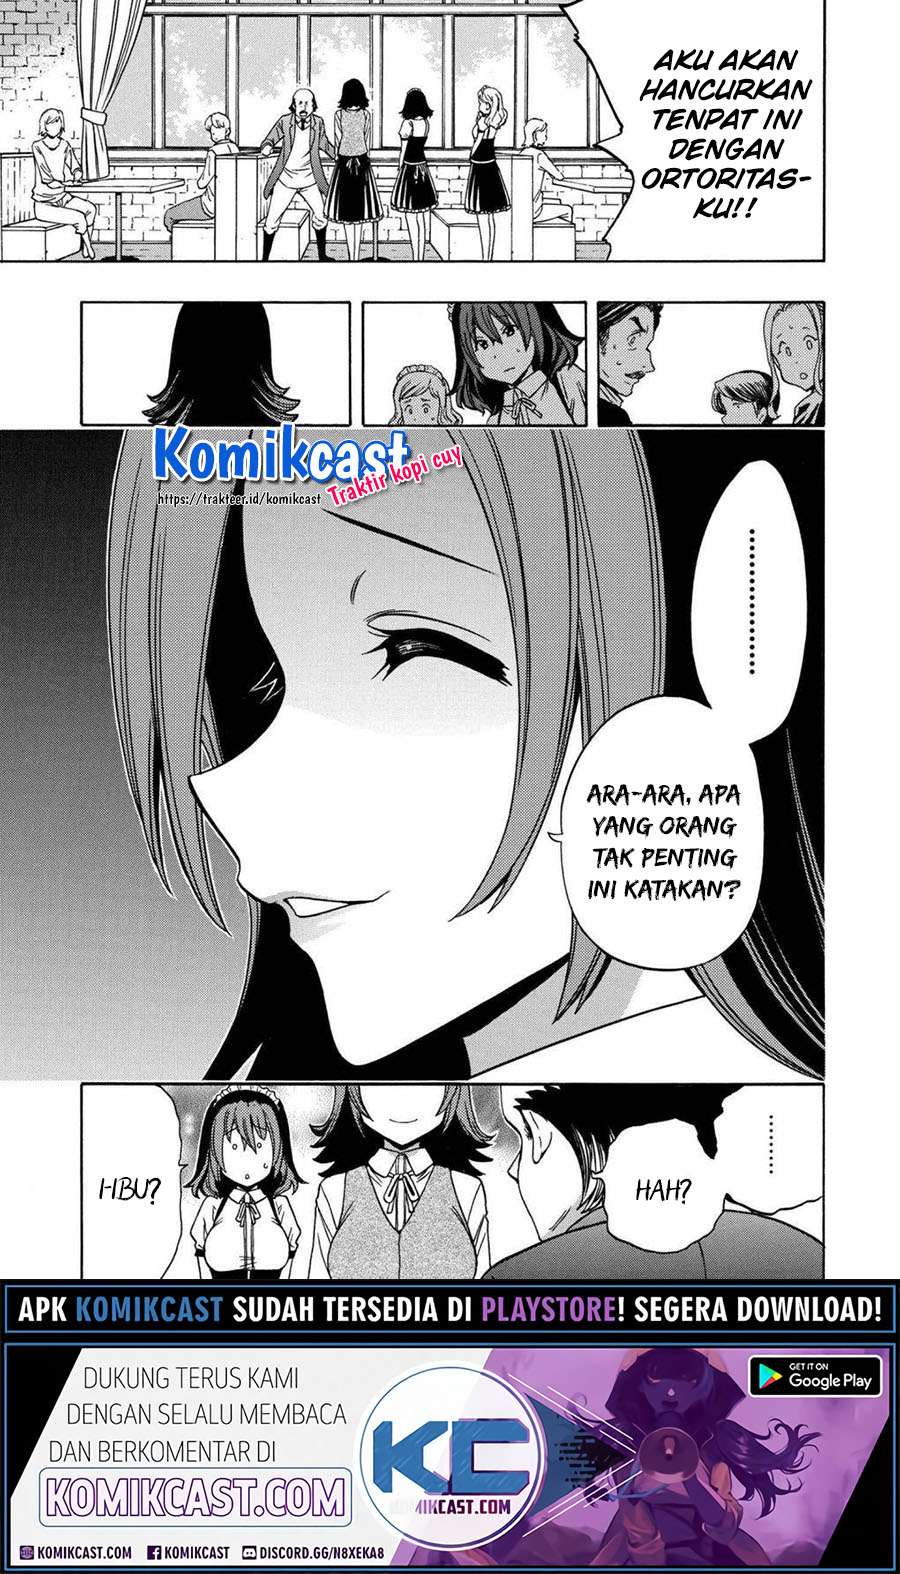 AKU AKAN
HANCURKAN
TENPAT INI
DENGAN
ORTORITAS-
KU!!
Komikcast
Traktir kopi cuy
https://trakteer.id/komikcast
..............
ARA-ARA, APA
YANG ORANG
TAK PENTING
INI KATAKAN?
.......
HAH?
IBU?
APK KOMIKCAST SUDAH TERSEDIA DI PLAYSTORE! SEGERA DOWNLOAD!
DUKUNG TERUS KAMI
DENGAN SELALU MEMBACA
DAN BERKOMENTAR DI
KOMIKCAST.COM
KOMIKCAST.COM KOMIKCAST DISCORD.GG/N8XEKA8
KC
KOMIKCAST.COM
GET IT ON
Google Play